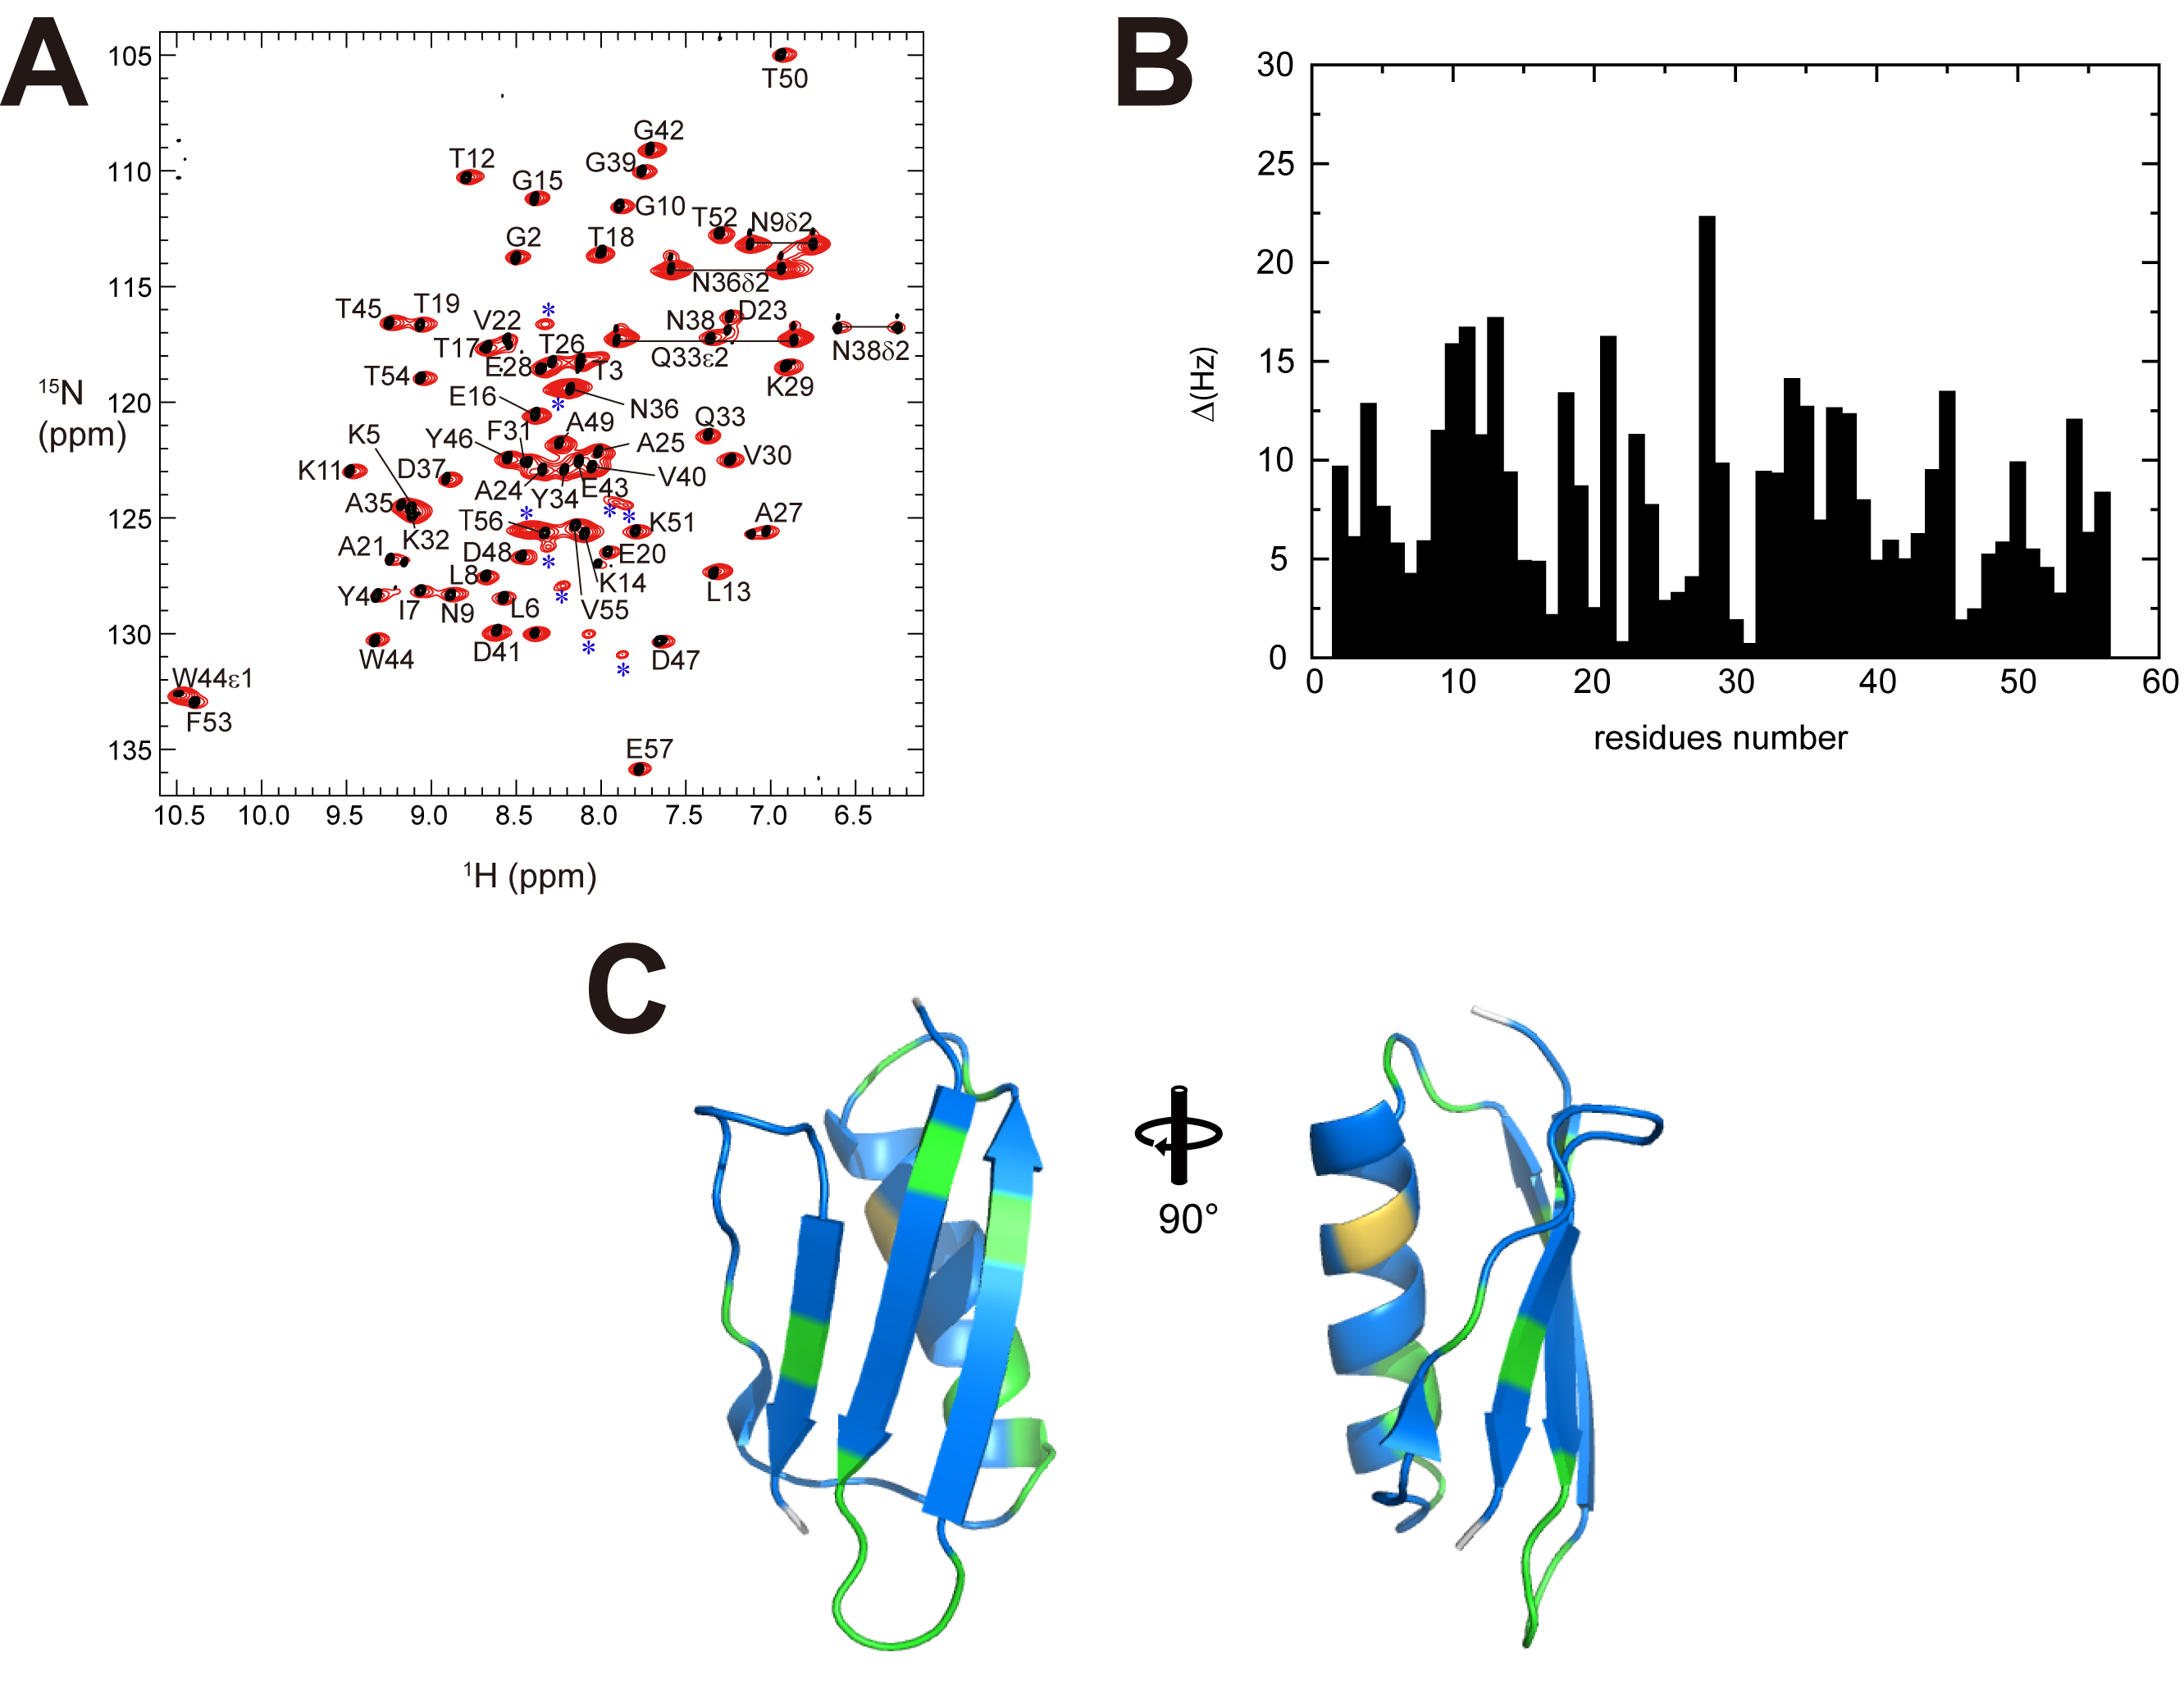 A
B
105
110
115
120
125
130
135
15N
(ppm)
T50
G42
T12
G39
G15
G10
T52
N9δ2
G2
T18
N36δ2
T45
T19
*
N38
D23
V22
T17
T26
E28
T3
Q33ε2
N38δ2
T54
K29
E16
*
N36
Q33
K5
F31
A49
Y46
A25
K11
D37
V30
V40
A24
Y34
E43
A35
*
*
*
T56
K51
A27
K32
A21
D48
*
E20
L8
K14
L13
Y4
I7
N9
L6
*
V55
W44
D41
*
D47
*
W44ε1
F53
E57
10.5 10.0 9.5 9.0 8.5 8.0 7.5 7.0 6.5
1H (ppm)
30
25
20
15
10
5
0
Δ(Hz)
0 10 20 30 40 50 60
residues number
C
90°